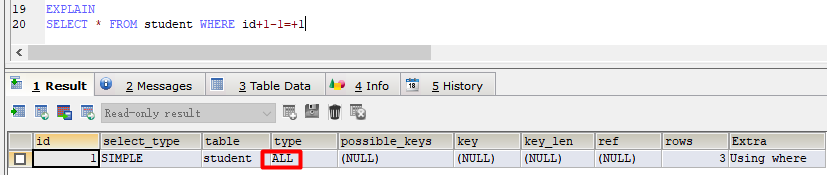 19 EXPLAIN
20 SELECT * FROM student WHERE id+1-1=+1
1 Result 2 Messages 3 Table Data 4 Info 5 History
Read-only result
id select_type table type possible_keys key key_len ref rows Extra
1 SIMPLE student ALL (NULL) (NULL) (NULL) (NULL) 3 Using where